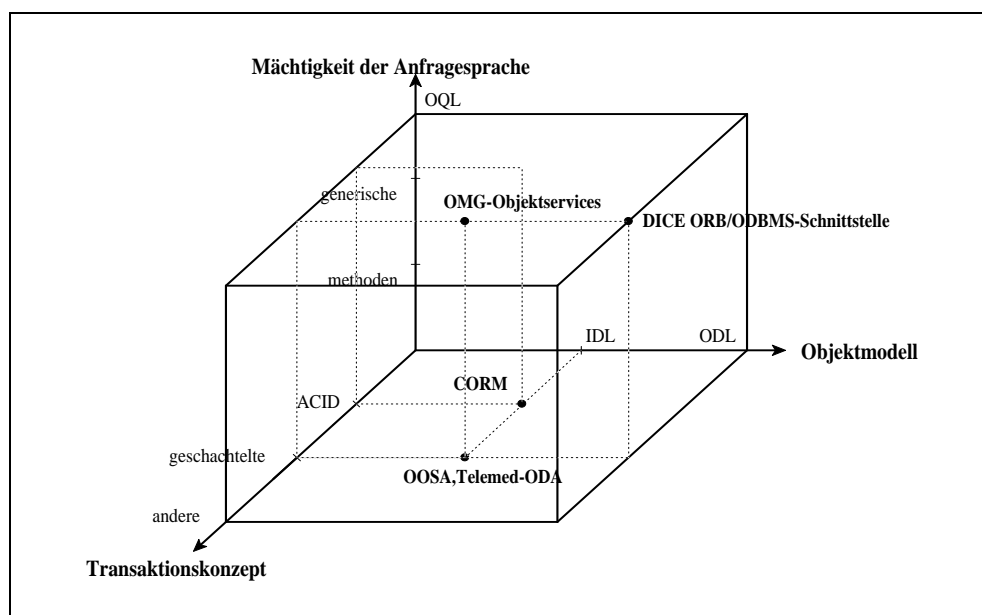 Mächtigkeit der Anfragesprache
OQL
generische
OMG-Objektservices
DICE ORB/ODBMS-Schnittstelle
methoden
IDL
ODL
Objektmodell
CORM
ACID
geschachtelte
OOSA,Telemed-ODA
andere
Transaktionskonzept